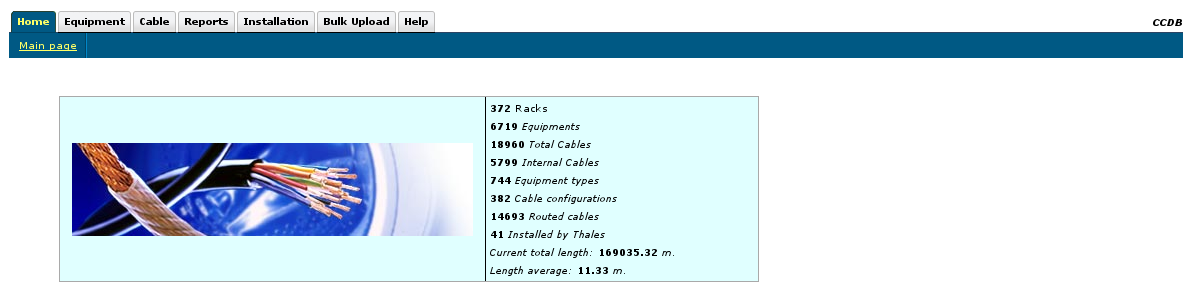 Home Equipment Cable Reports Installation Bulk Upload Help CCDB
Main page
372 Racks
6719 Equipments
18960 Total Cables
5799 Internal Cables
744 Equipment types
382 Cable configurations
14693 Routed cables
41 Installed by Thales
Current total length: 169035.32 m.
Length average: 11.33 m.